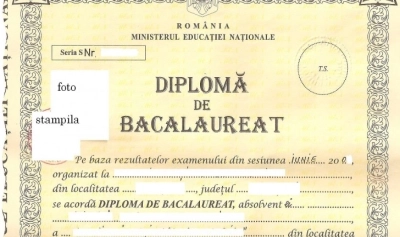 ROMÂNIA
MINISTERUL EDUCAȚIEI NAȚIONALE
Seria S Nr.
T.S.
foto
DIPLOMĂ
DE
stampila
BACALAUREAT
Pe baza rezultatelor examenului din sesiunea IUNIE 20
organizat la
din localitatea , județul
se acordă DIPLOMA DE BACALAUREAT, absolvent
a din localitatea